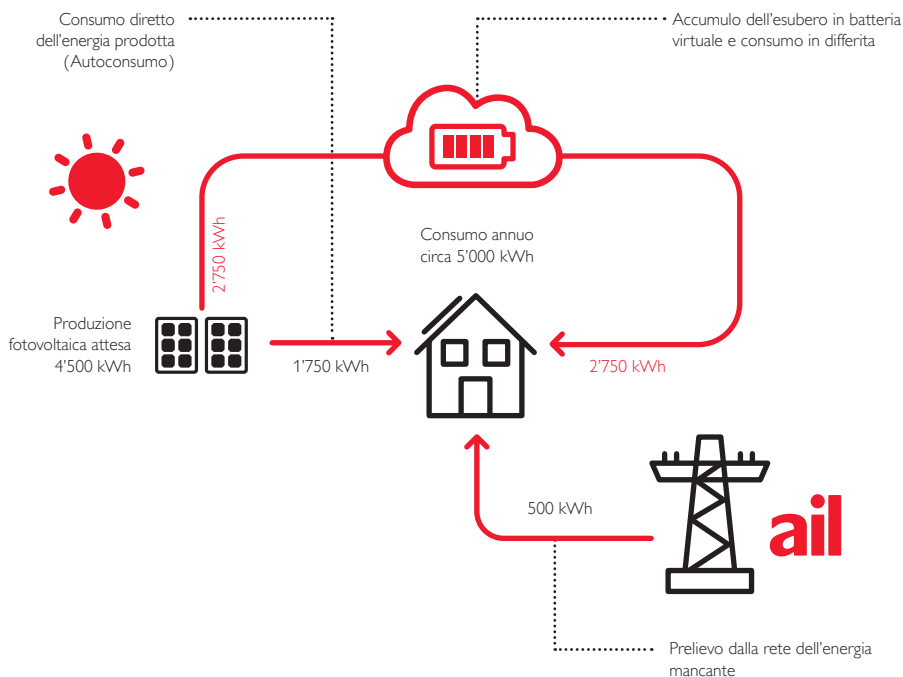 Consumo diretto
dell'energia prodotta
(Autoconsumo)
Accumulo dell'esubero in batteria
virtuale e consumo in differita
2'750 kWh
Consumo annuo
circa 5'000 kWh
Produzione
fotovoltaica attesa
4'500 kWh
1'750 kWh
2'750 kWh
500 kWh
ail
Prelievo dalla rete dell'energia
mancante